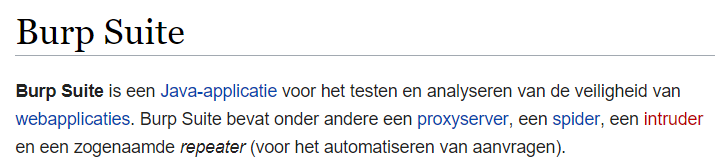 Burp Suite
Burp Suite is een Java-applicatie voor het testen en analyseren van de veiligheid van
webapplicaties. Burp Suite bevat onder andere een proxyserver, een spider, een intruder
en een zogenaamde repeater (voor het automatiseren van aanvragen).